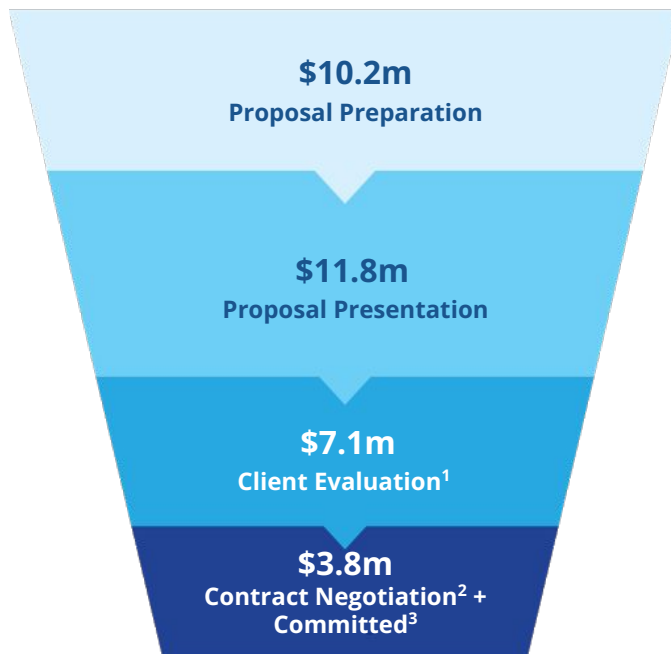 $10.2m
Proposal Preparation
$11.8m
Proposal Presentation
$7.1m
Client Evaluation¹
$3.8m
Contract Negotiation² +
Committed³